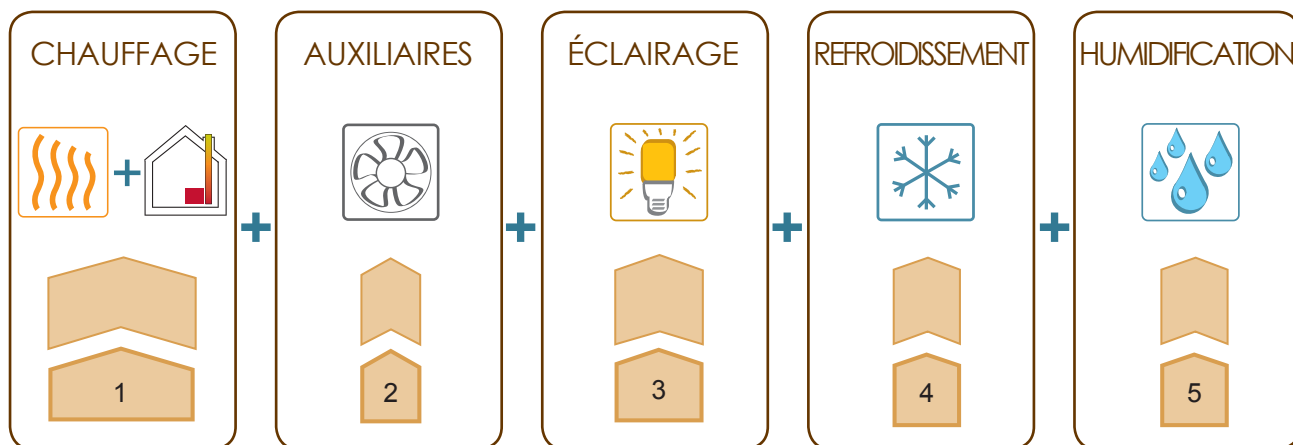 CHAUFFAGE
AUXILIAIRES
ÉCLAIRAGE
REFROIDISSEMENT
HUMIDIFICATION
+
+
+
+
+
1
2
3
4
5